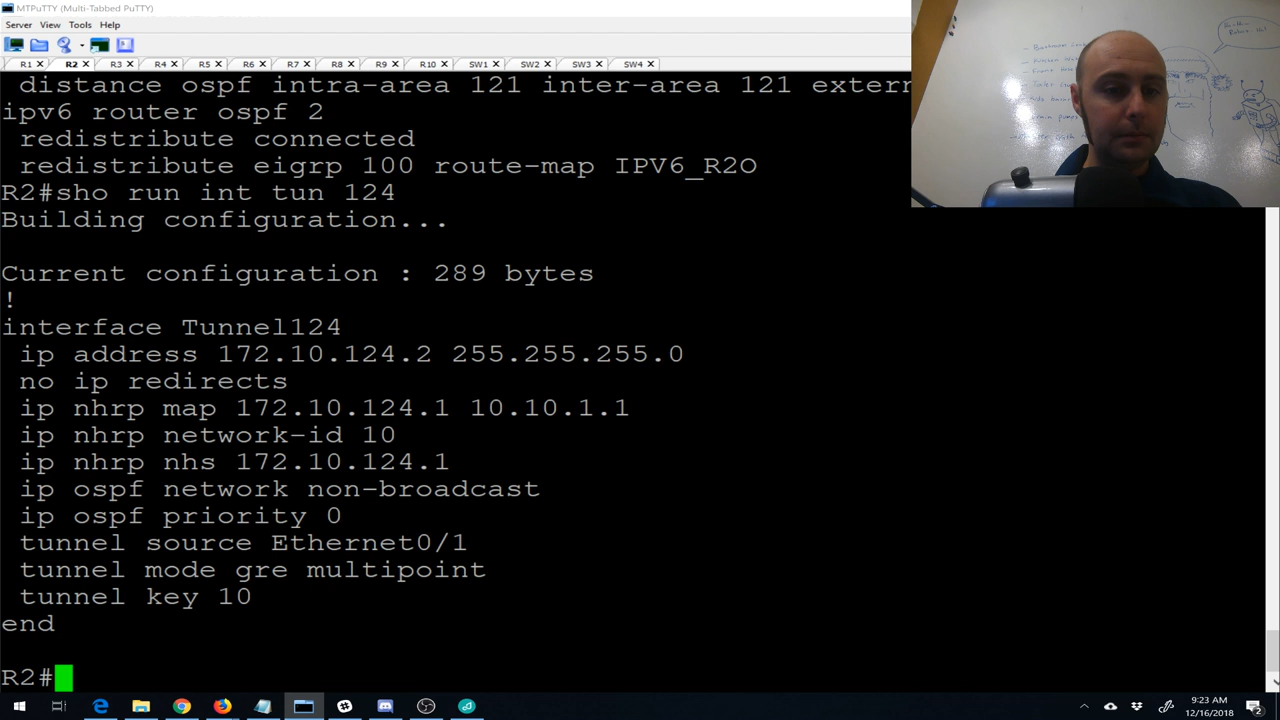 MTPuTTY (Multi-Tabbed PuTTY)
Server View Tools Help
R1 R2 R3 R4 R5 R6 R7 R8 R9 R10 SW1 SW2 SW3 SW4
distance ospf intra-area 121 inter-area 121 extern
ipv6 router ospf 2
redistribute connected
redistribute eigrp 100 route-map IPV6_R2O
R2#sho run int tun 124
Building configuration...
Current configuration : 289 bytes
!
interface Tunnel124
ip address 172.10.124.2 255.255.255.0
no ip redirects
ip nhrp map 172.10.124.1 10.10.1.1
ip nhrp network-id 10
ip nhrp nhs 172.10.124.1
ip ospf network non-broadcast
ip ospf priority 0
tunnel source Ethernet0/1
tunnel mode gre multipoint
tunnel key 10
end
R2#
9:23 AM
12/16/2018
2